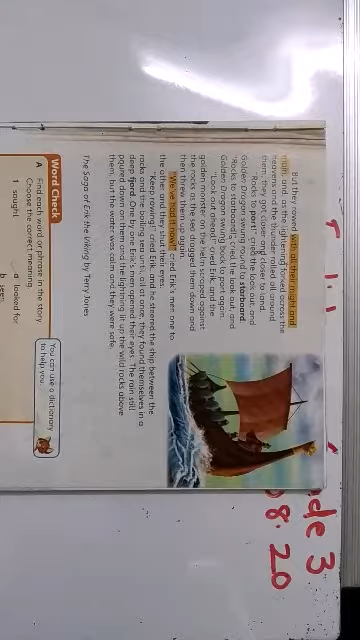 But they rowed with all their might and
main, and, as the lightning forked across the
heavens and the thunder rolled all around
them, they got closer and closer to land.
"Rocks to port!" cried the look out, and
Golden Dragon swung round to starboard.
"Rocks to starboard!" cried the look out, and
Golden Dragon swung back to port again.
"Look out ahead!" cried Erik, and the
golden monster on the helm scraped against
the rocks as the sea dragged them down and
then threw them up again.
"We've had it now!" cried Erik's men one to
the other and they shut their eyes.
"Keep rowing!" cried Erik, and he steered the ship between the
rocks and the boiling sea until, all at once, they found themselves in a
deep fjord. One by one Erik's men opened their eyes. The rain still
poured down on them and the lightning lit up the wild rocks above
them, but the water was calm and they were safe.
The Saga of Erik the Viking by Terry Jones
Word Check
A Find each word or phrase in the story.
Choose the correct meaning.
You can use a dictionary
to help you.
1 sought
a looked for
b
de 3
8.20